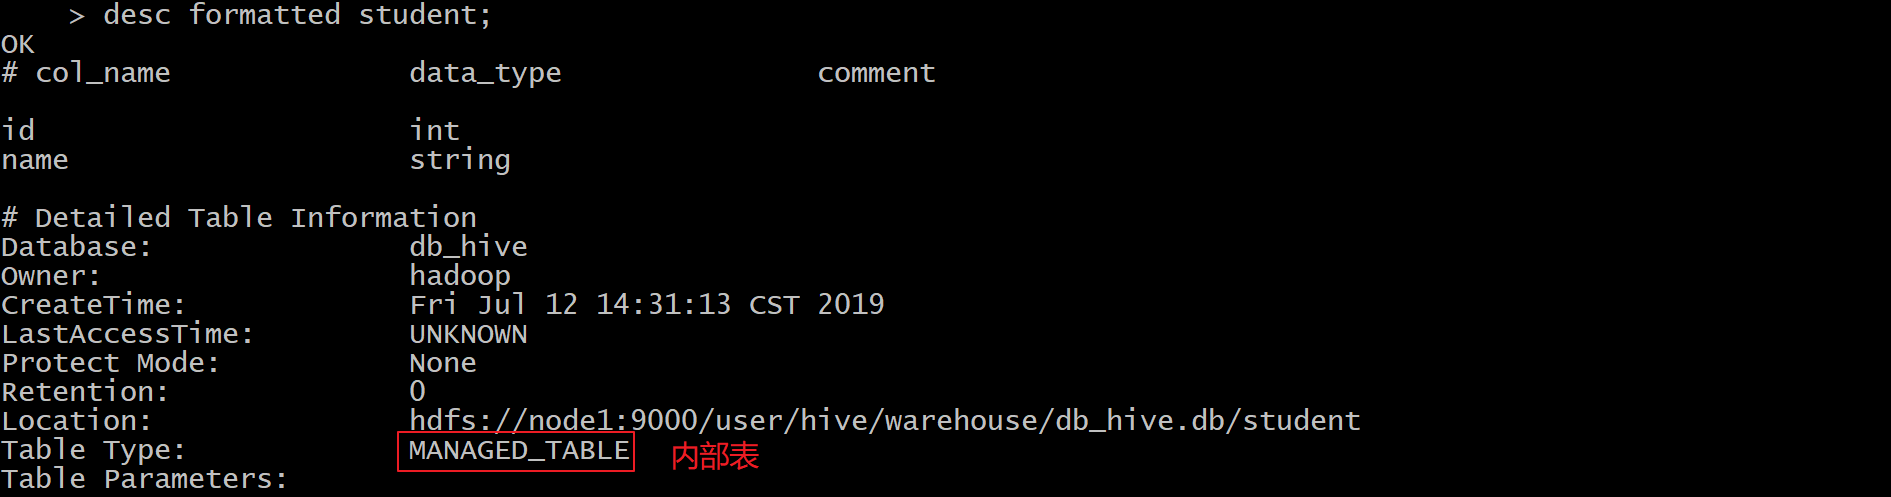 > desc formatted student;
OK
# col_name data_type comment
id int
name string
# Detailed Table Information
Database: db_hive
Owner: hadoop
CreateTime: Fri Jul 12 14:31:13 CST 2019
LastAccessTime: UNKNOWN
Protect Mode: None
Retention: 0
Location: hdfs://node1:9000/user/hive/warehouse/db_hive.db/student
Table Type: MANAGED_TABLE 内部表
Table Parameters: